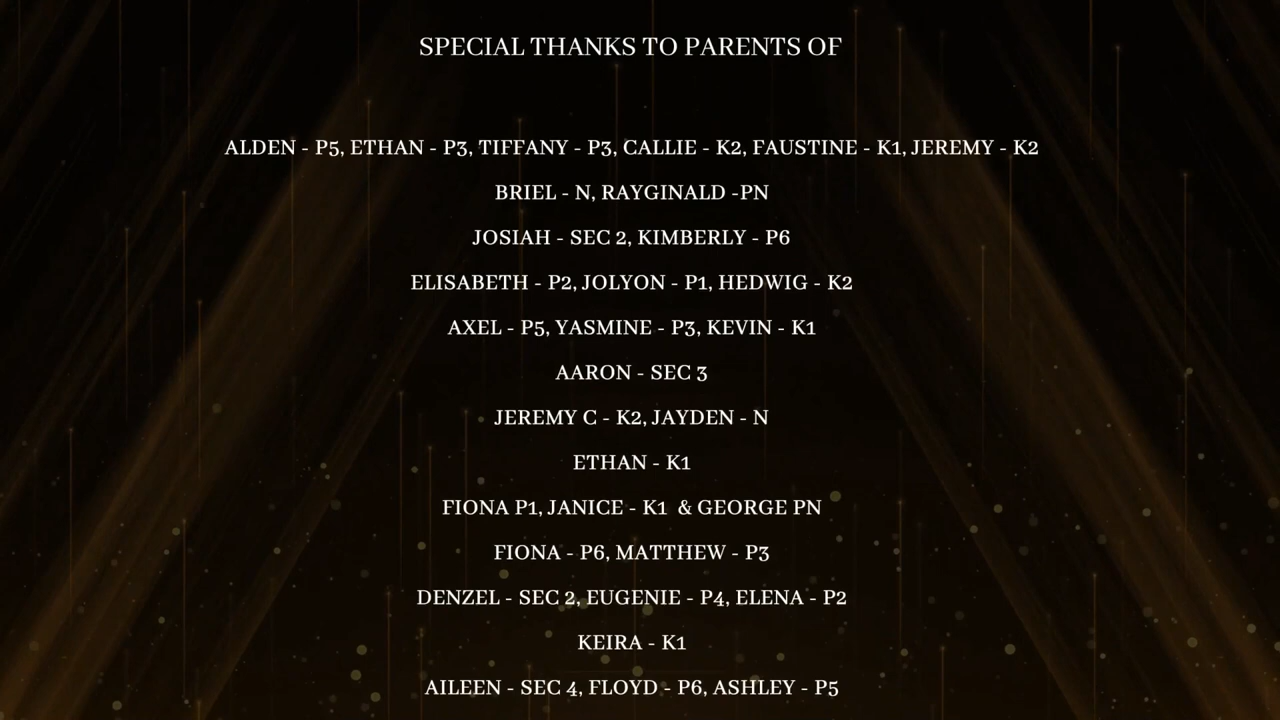 SPECIAL THANKS TO PARENTS OF
ALDEN - P5, ETHAN - P3, TIFFANY - P3, CALLIE - K2, FAUSTINE - K1, JEREMY - K2
BRIEL - N, RAYGINALD -PN
JOSIAH - SEC 2, KIMBERLY - P6
ELISABETH - P2, JOLYON - P1, HEDWIG - K2
AXEL - P5, YASMINE - P3, KEVIN - K1
AARON - SEC 3
JEREMY C - K2, JAYDEN - N
ETHAN - K1
FIONA P1, JANICE - K1  & GEORGE PN
FIONA - P6, MATTHEW - P3
DENZEL - SEC 2, EUGENIE - P4, ELENA - P2
KEIRA - K1
AILEEN - SEC 4, FLOYD - P6, ASHLEY - P5